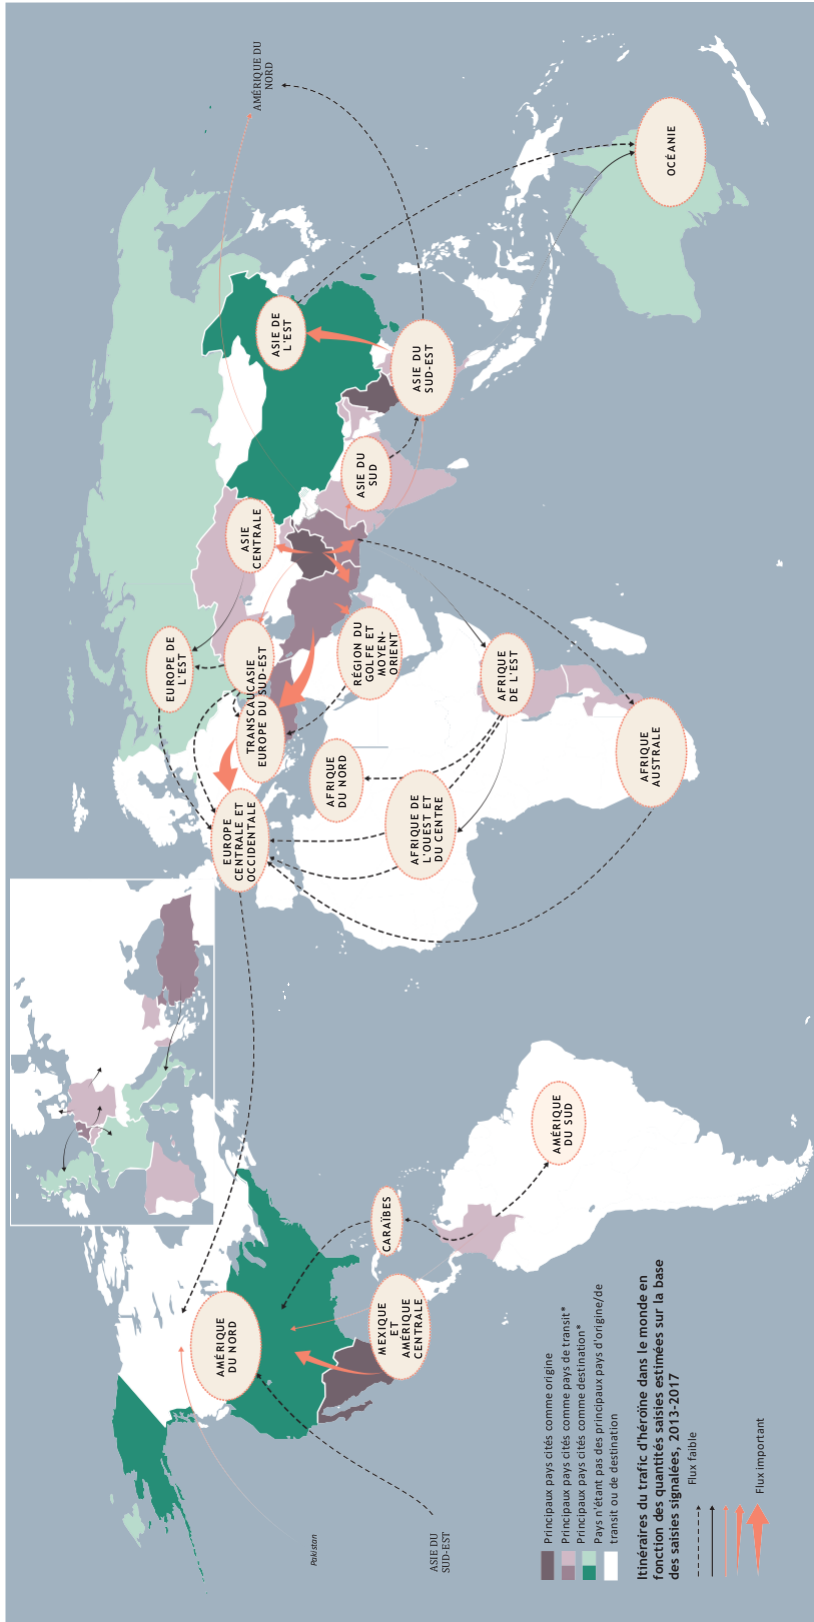 AMÉRIQUE DU
NORD
OCÉANIE
ASIE DE
L'EST
ASIE DU
SUD-EST
ASIE DU
SUD
ASIE
CENTRALE
EUROPE DE
L'EST
TRANSCAUCASIE
EUROPE DU SUD-EST
RÉGION DU
GOLFE ET
MOYEN-
ORIENT
AFRIQUE
DE L'EST
AFRIQUE
AUSTRALE
AFRIQUE
DU NORD
AFRIQUE DE
L'OUEST ET
DU CENTRE
EUROPE
CENTRALE ET
OCCIDENTALE
AMÉRIQUE
DU SUD
CARAÏBES
MEXIQUE
ET
AMÉRIQUE
CENTRALE
AMÉRIQUE
DU NORD
Pakistan
ASIE DU
SUD-EST
Principaux pays cités comme origine
Principaux pays cités comme pays de transit*
Principaux pays cités comme destination*
Pays n'étant pas des principaux pays d'origine/de
transit ou de destination
Itinéraires du trafic d'héroïne dans le monde en
fonction des quantités saisies estimées sur la base
des saisies signalées, 2013-2017
Flux faible
Flux important